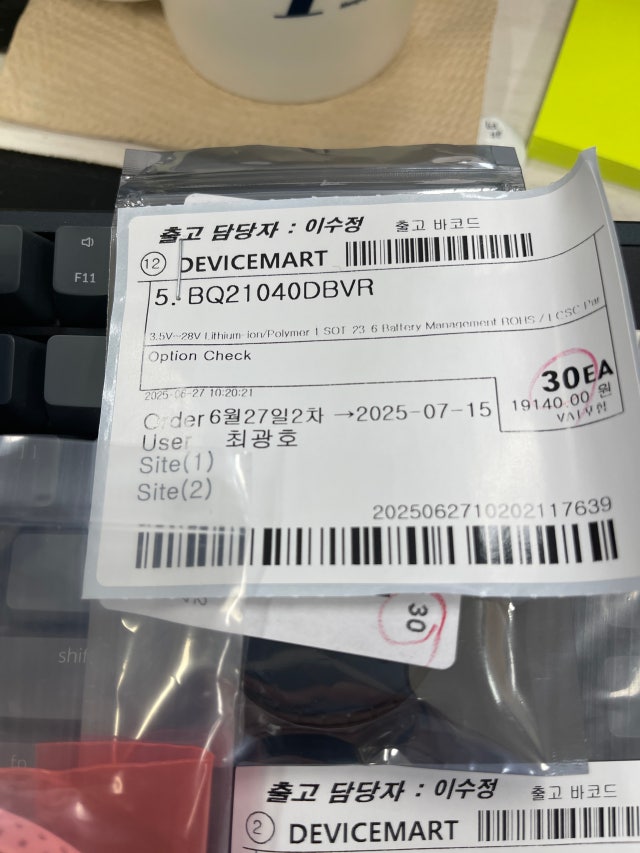 F11
출고 담당자 : 이수정 출고 바코드
12 DEVICEMART
5. BQ21040DBVR
3.5V~28V Lithium-ion/Polymer 1 SOT-23-6 Battery Management ROHS / LCSC Par
Option Check
30EA
2025-06-27 10:20:21
19140.00 원
Order 6월27일2차 →2025-07-15
User 최광호
Site(1)
Site(2)
2025062710202117639
30
shif
fn
출고 담당자 : 이수정 출고 바코드
2 DEVICEMART